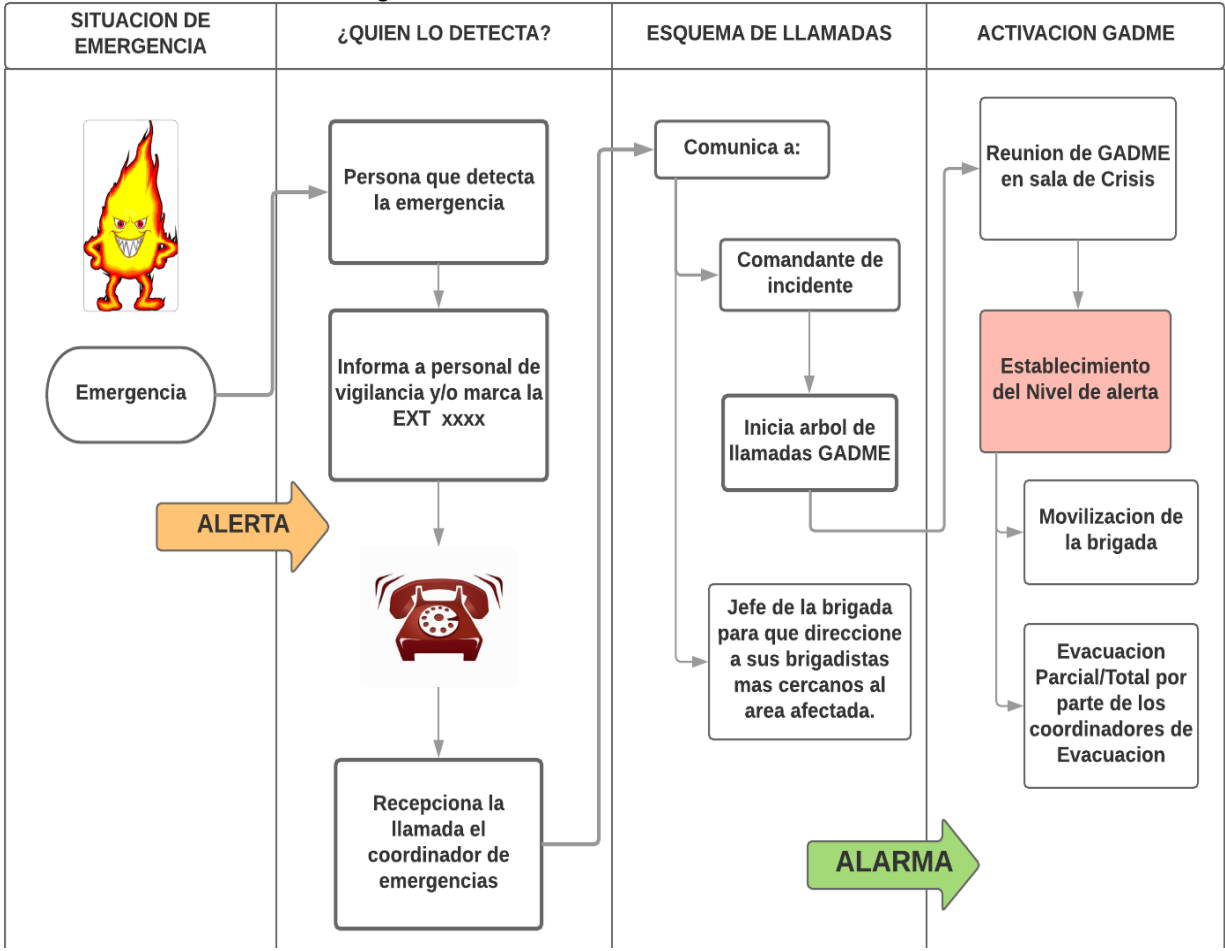 SITUACION DE
EMERGENCIA
¿QUIEN LO DETECTA?
ESQUEMA DE LLAMADAS
ACTIVACION GADME
Emergencia
ALERTA
Persona que detecta
la emergencia
Informa a personal de
vigilancia y/o marca la
EXT xxxx
Recepciona la
llamada el
coordinador de
emergencias
Comunica a:
Comandante de
incidente
Inicia arbol de
llamadas GADME
Jefe de la brigada
para que direccione
a sus brigadistas
mas cercanos al
area afectada.
ALARMA
Reunion de GADME
en sala de Crisis
Establecimiento
del Nivel de alerta
Movilizacion de
la brigada
Evacuacion
Parcial/Total por
parte de los
coordinadores de
Evacuacion